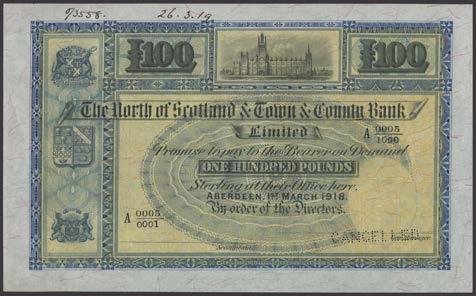 93558. 26.3.19
£100 £100
The North of Scotland & Town & County Bank
Limited
A 0005
1000
Promise to pay to the Bearer on Demand
ONE HUNDRED POUNDS
Sterling at their Office here.
ABERDEEN, 1ST MARCH 1918.
By order of the Directors.
A 0005
0001
CANCELLED